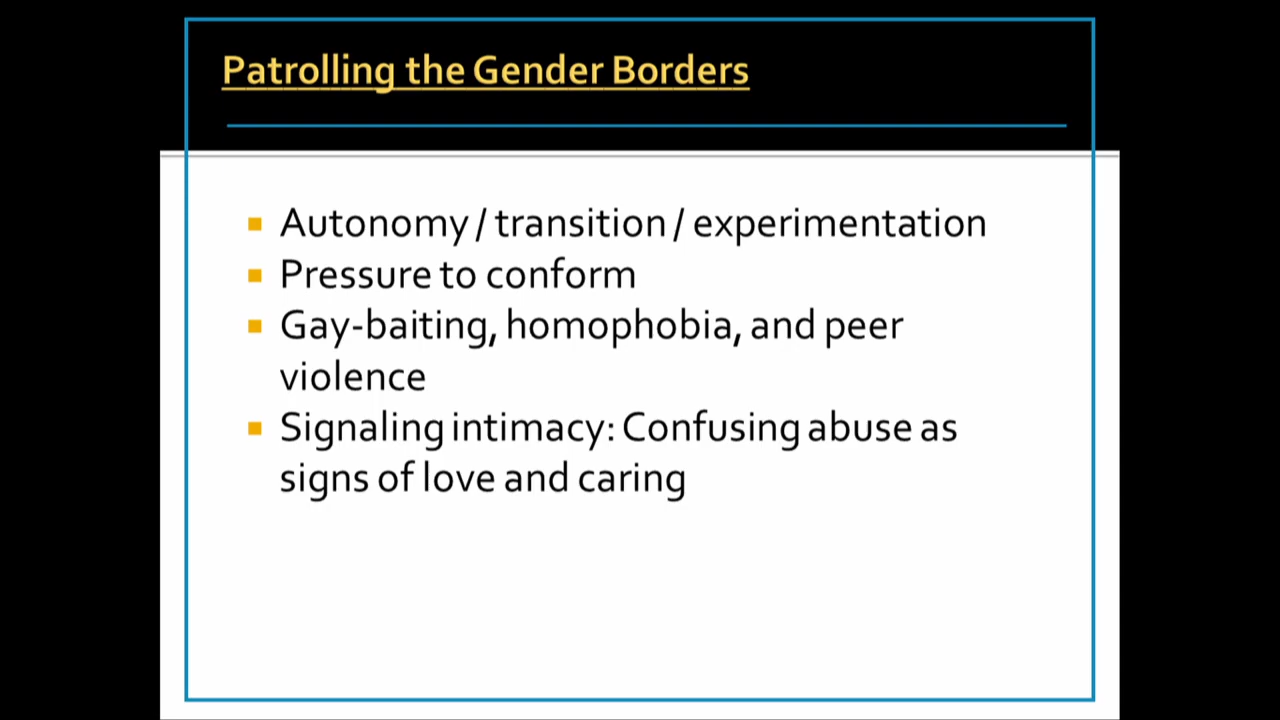 Patrolling the Gender Borders
Autonomy / transition / experimentation
Pressure to conform
Gay-baiting, homophobia, and peer
violence
Signaling intimacy: Confusing abuse as
signs of love and caring